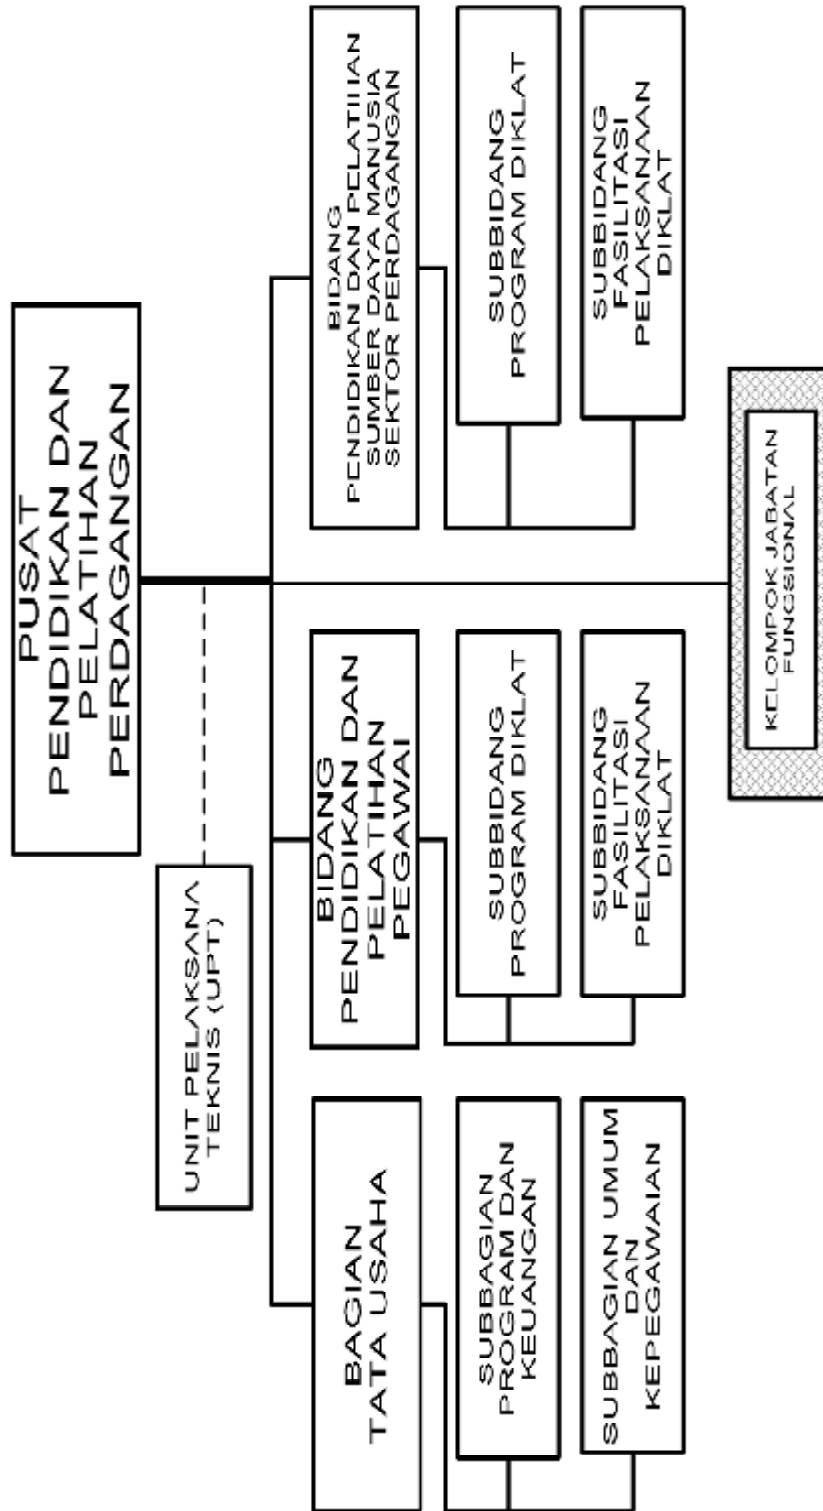 PUSAT
PENDIDIKAN DAN
PELATIHAN
PERDAGANGAN
UNIT PELAKSANA
TEKNIS (UPT)
BAGIAN
TATA USAHA
SUBBAGIAN
PROGRAM DAN
KEUANGAN
SUBBAGIAN UMUM
DAN
KEPEGAWAIAN
BIDANG
PENDIDIKAN DAN
PELATIHAN
PEGAWAI
SUBBIDANG
PROGRAM DIKLAT
SUBBIDANG
FASILITASI
PELAKSANAAN
DIKLAT
BIDANG
PENDIDIKAN DAN PELATIHAN
SUMBER DAYA MANUSIA
SEKTOR PERDAGANGAN
SUBBIDANG
PROGRAM DIKLAT
SUBBIDANG
FASILITASI
PELAKSANAAN
DIKLAT
KELOMPOK JABATAN
FUNGSIONAL